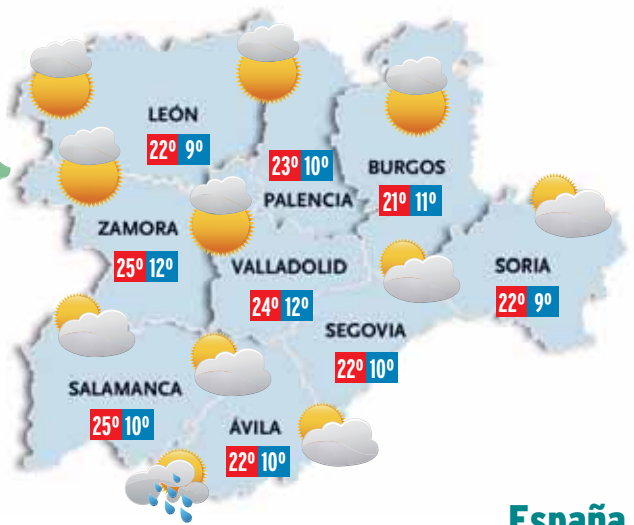 LEÓN
22º 9º
23º 10º
PALENCIA
BURGOS
21º 11º
ZAMORA
25º 12º
VALLADOLID
24º 12º
SORIA
22º 9º
SEGOVIA
22º 10º
SALAMANCA
25º 10º
ÁVILA
22º 10º
España